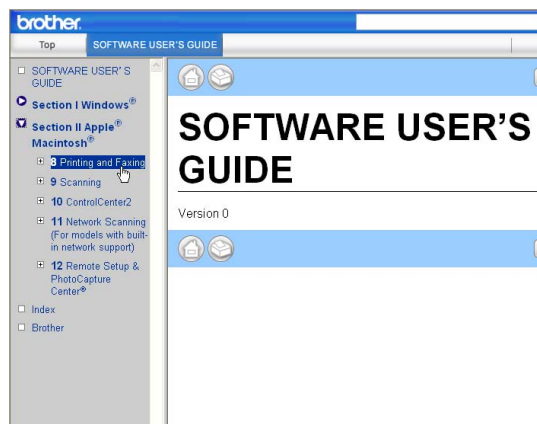 brother.
Top SOFTWARE USER'S GUIDE
SOFTWARE USER' S
GUIDE
Section I Windows®
Section II Apple®
Macintosh®
8 Printing and Faxing
9 Scanning
10 ControlCenter2
11 Network Scanning
(For models with built-
in network support)
12 Remote Setup &
PhotoCapture
Center®
Index
Brother
SOFTWARE USER'S
GUIDE
Version 0